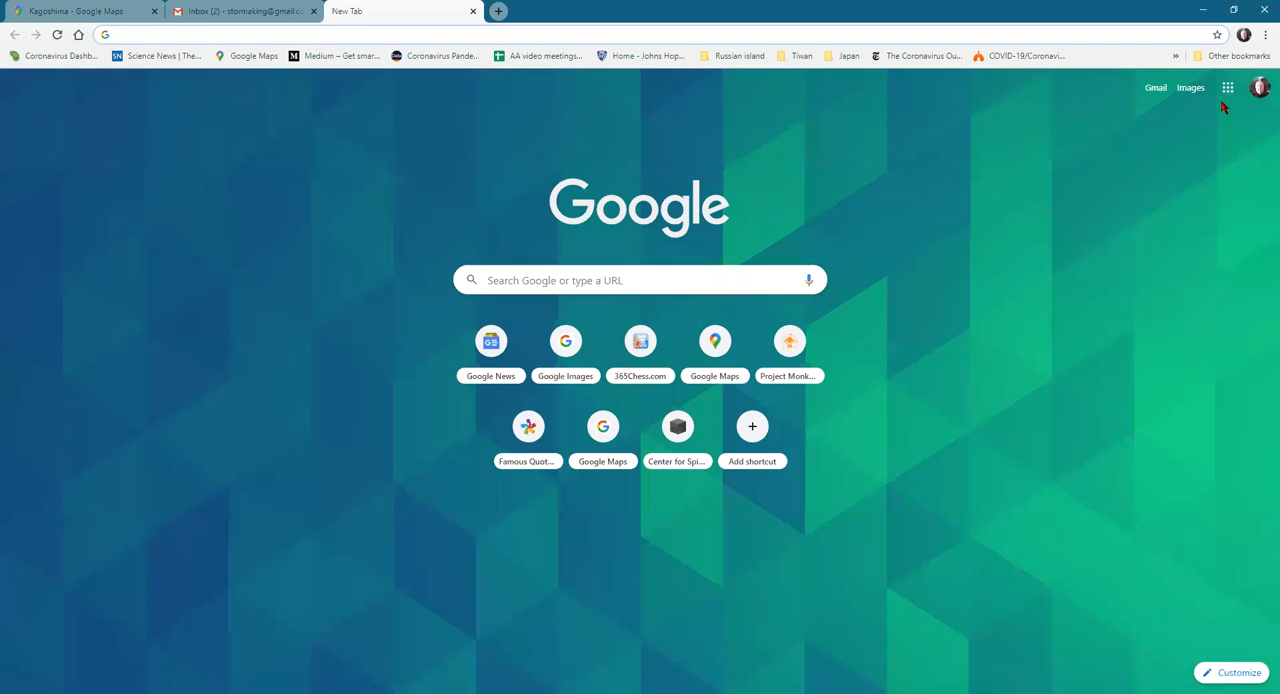 Kagoshima - Google Maps
Inbox (2) - stormaking@gmail.co
New Tab
Coronavirus Dashb...
Science News | The...
Google Maps
Medium – Get smar...
Coronavirus Pande...
AA video meetings...
Home - Johns Hop...
Russian island
Tiwan
Japan
The Coronavirus Ou...
COVID-19/Coronavi...
»
Other bookmarks
Gmail
Images
Google
Search Google or type a URL
Google News
Google Images
365Chess.com
Google Maps
Project Monk...
Famous Quot...
Google Maps
Center for Spi...
Add shortcut
Customize